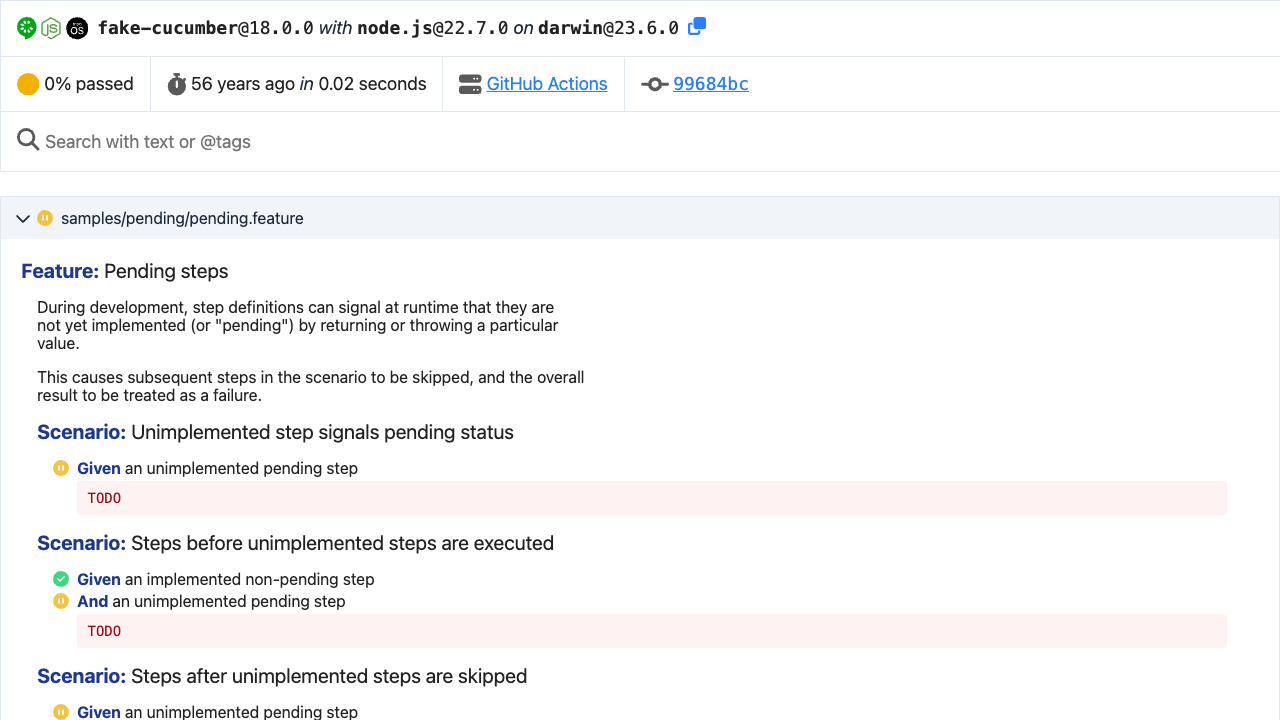 fake-cucumber@18.0.0 with node.js@22.7.0 on darwin@23.6.0
0% passed
56 years ago in 0.02 seconds
GitHub Actions
99684bc
Search with text or @tags
samples/pending/pending.feature
Feature: Pending steps
During development, step definitions can signal at runtime that they are
not yet implemented (or "pending") by returning or throwing a particular
value.
This causes subsequent steps in the scenario to be skipped, and the overall
result to be treated as a failure.
Scenario: Unimplemented step signals pending status
Given an unimplemented pending step
TODO
Scenario: Steps before unimplemented steps are executed
Given an implemented non-pending step
And an unimplemented pending step
TODO
Scenario: Steps after unimplemented steps are skipped
Given an unimplemented pending step